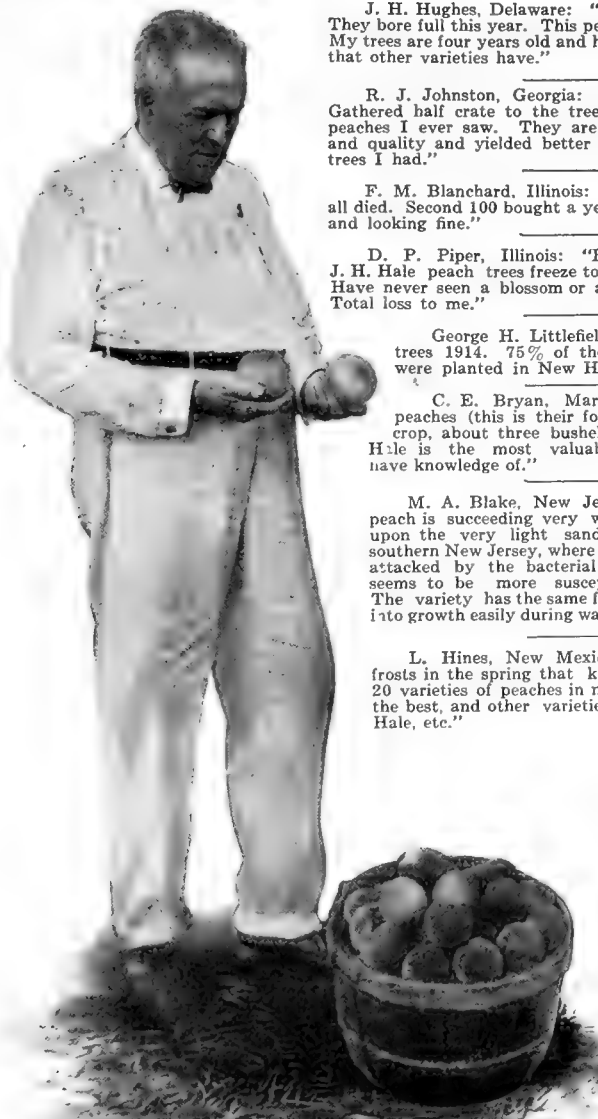 J. H. Hughes, Delaware: "
They bore full this year. This pe
My trees are four years old and h
that other varieties have."
R. J. Johnston, Georgia:
Gathered half crate to the tree
peaches I ever saw. They are
and quality and yielded better
trees I had."
F. M. Blanchard, Illinois:
all died. Second 100 bought a ye
and looking fine."
D. P. Piper, Illinois: "
J. H. Hale peach trees freeze to
Have never seen a blossom or a
Total loss to me."
George H. Littlefiel
trees 1914. 75% of the
were planted in New H
C. E. Bryan, Mar
peaches (this is their fo
crop, about three bushe
Hale is the most valuab
have knowledge of."
M. A. Blake, New Je
peach is succeeding very w
upon the very light sand
southern New Jersey, where
attacked by the bacterial
seems to be more suscep
The variety has the same f
into growth easily during wa
L. Hines, New Mexic
frosts in the spring that k
20 varieties of peaches in m
the best, and other varietie
Hale, etc."